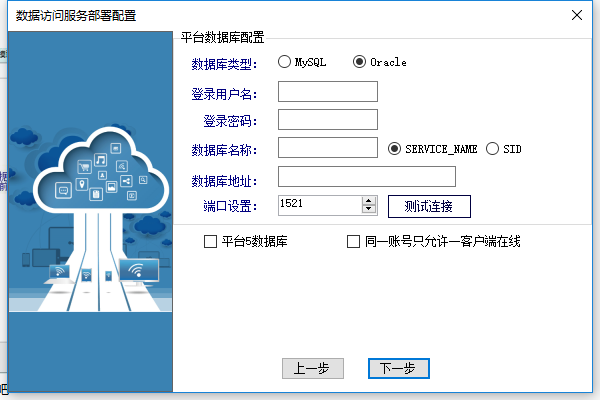 数据访问服务部署配置
平台数据库配置
数据库类型： MySQL Oracle
登录用户名：
登录密码：
数据库名称： SERVICE_NAME SID
数据库地址：
端口设置： 1521 测试连接
平台5数据库 同一账号只允许一客户端在线
上一步 下一步
吧